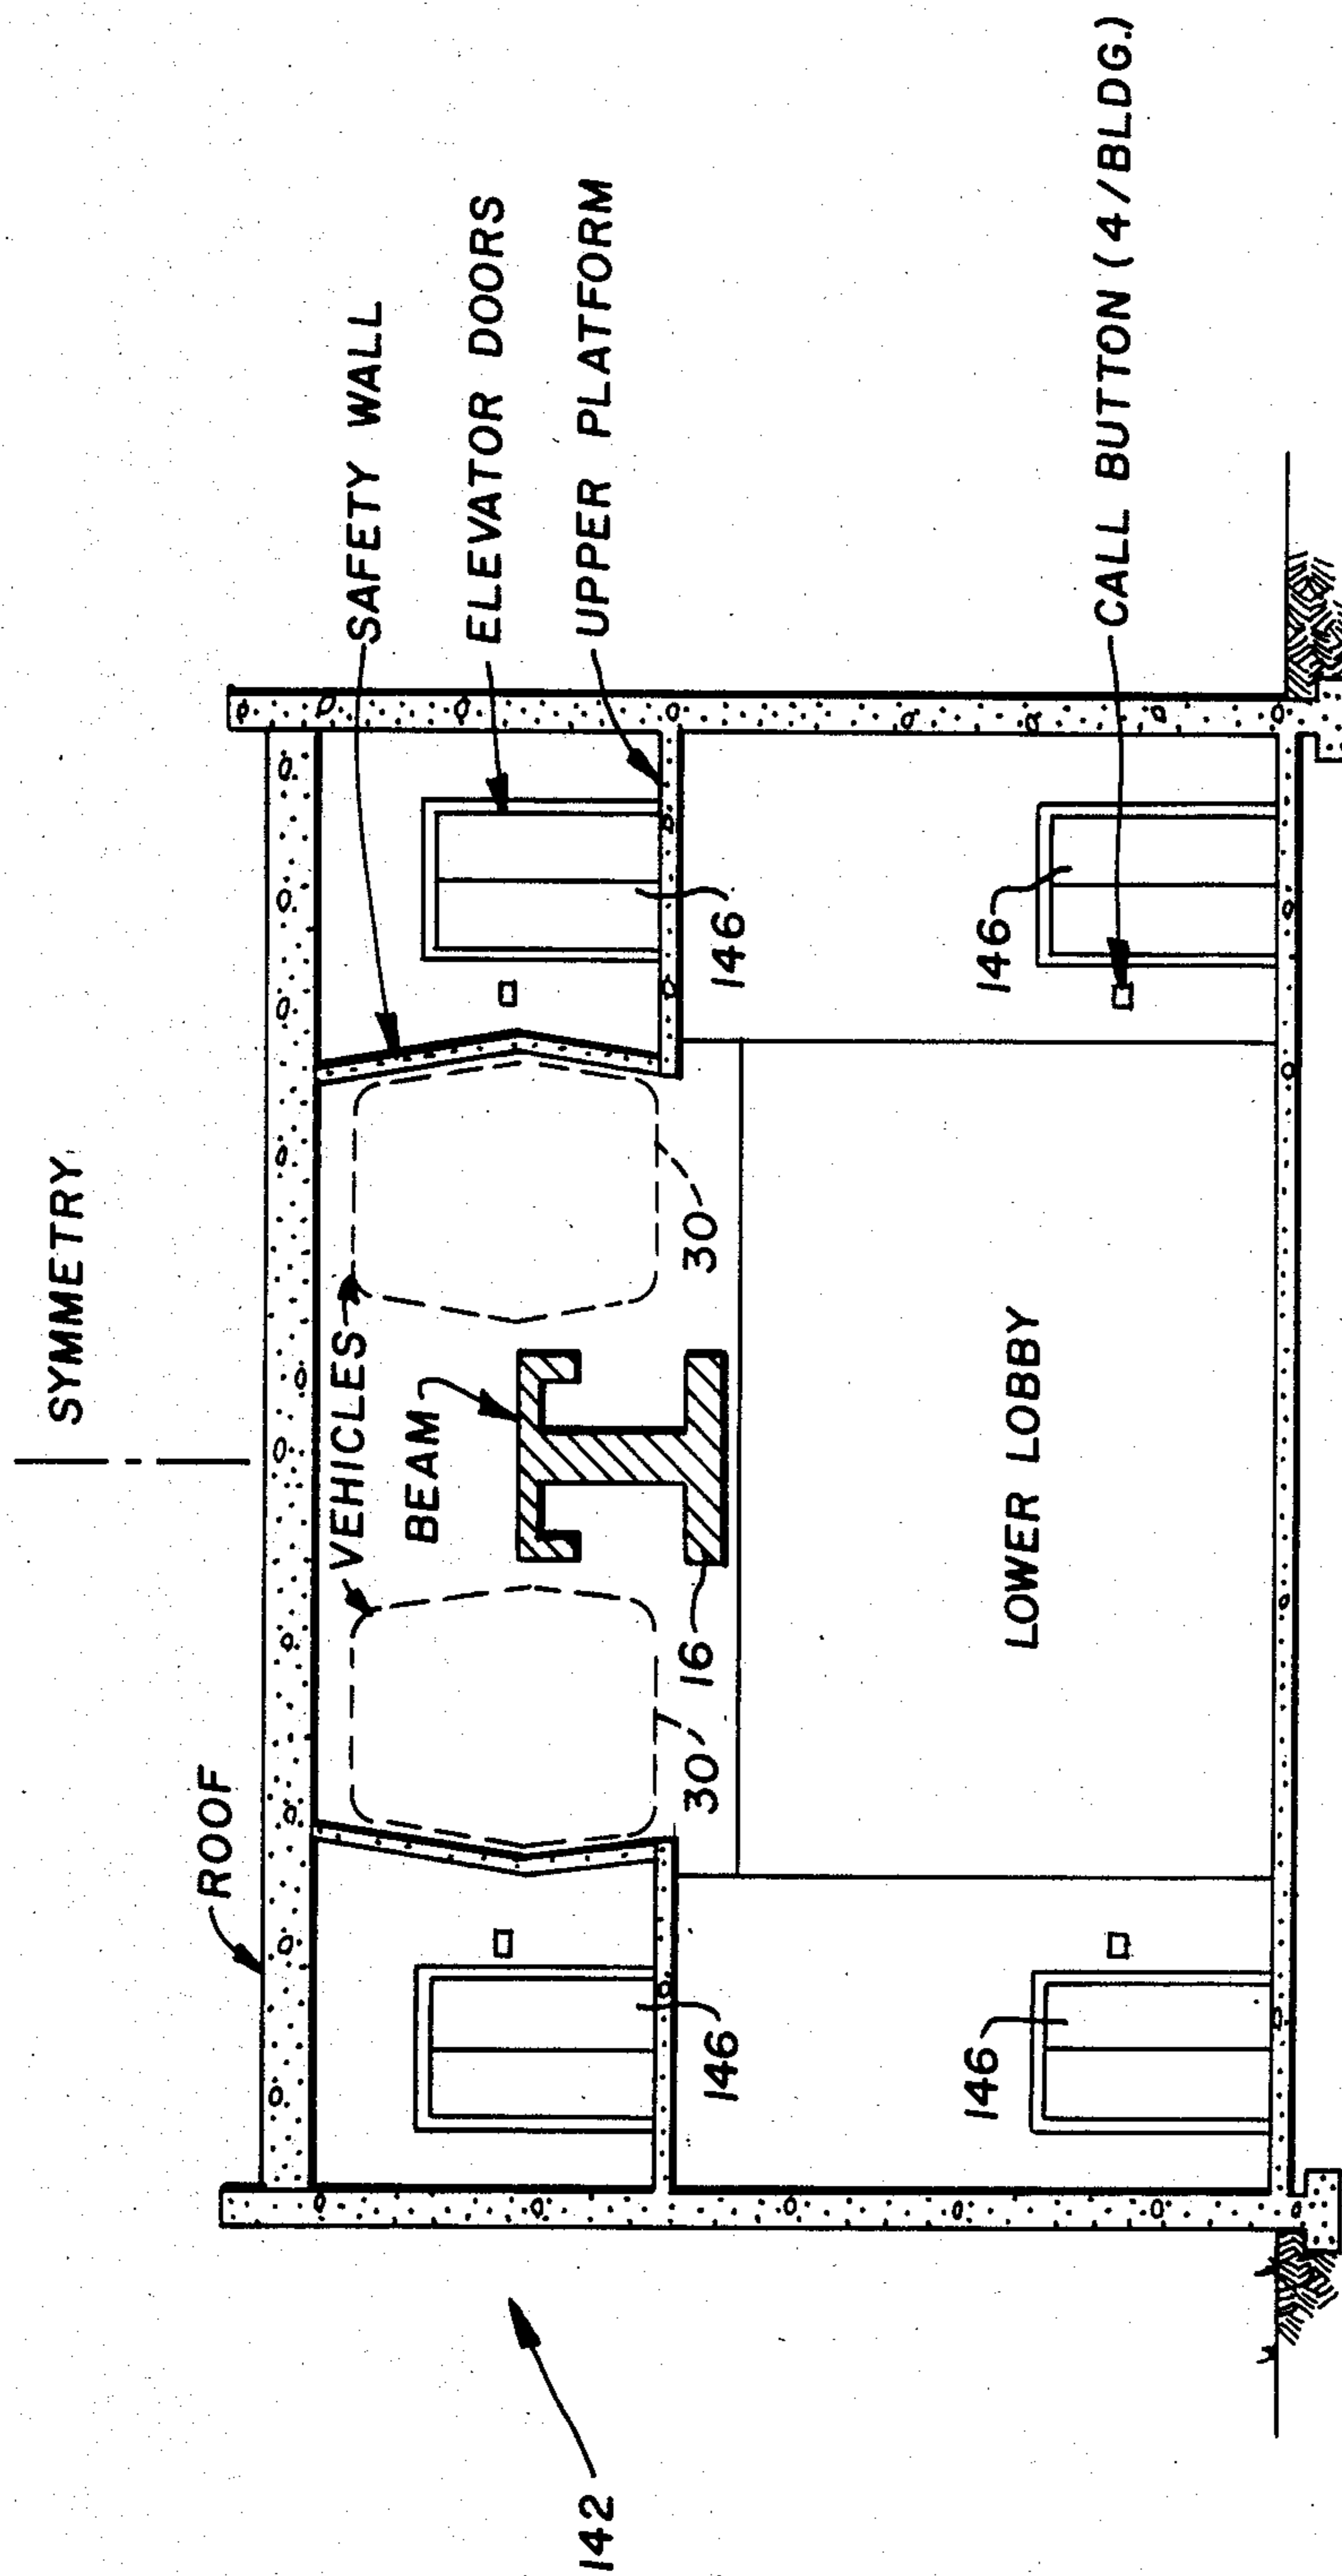 SYMMETRY
ROOF
VEHICLES
SAFETY WALL
BEAM
ELEVATOR DOORS
UPPER PLATFORM
142
146
30
16
30
146
146
LOWER LOBBY
146
CALL BUTTON (4/BLDG.)